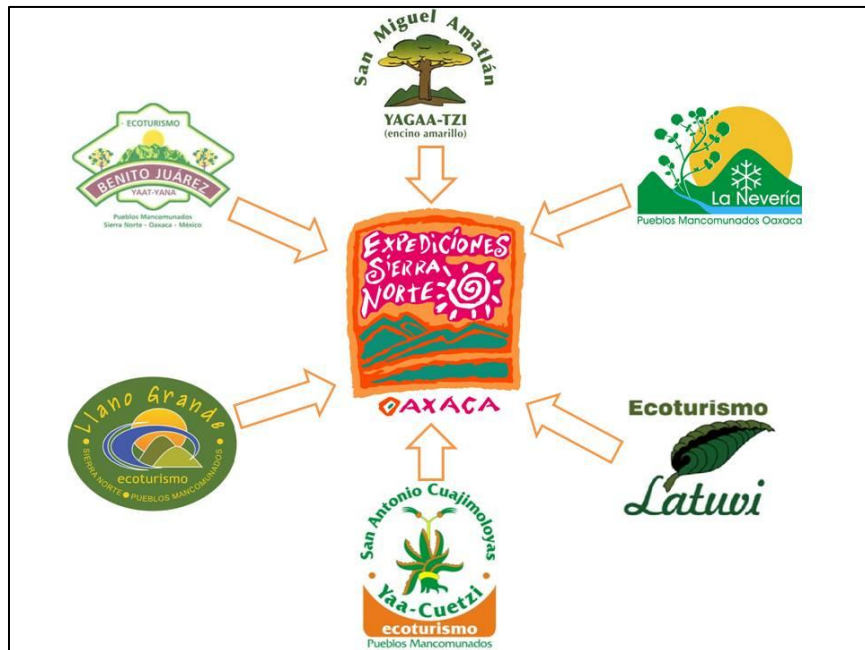 San Miguel Amatlán
YAGAA-TZI
(encino amarillo)
ECOTURISMO
BENITO JUÁREZ
YAAT-YANA
Pueblos Mancomunados
Sierra Norte - Oaxaca - México
La Nevería
Pueblos Mancomunados Oaxaca
EXPEDICIONES
SIERRA
NORTE
OAXACA
Llano Grande
ecoturismo
SIERRA NORTE • PUEBLOS MANCOMUNADOS
Ecoturismo
Latuvi
San Antonio Cuajimoloyas
Yaa-Cuetzi
ecoturismo
Pueblos Mancomunados